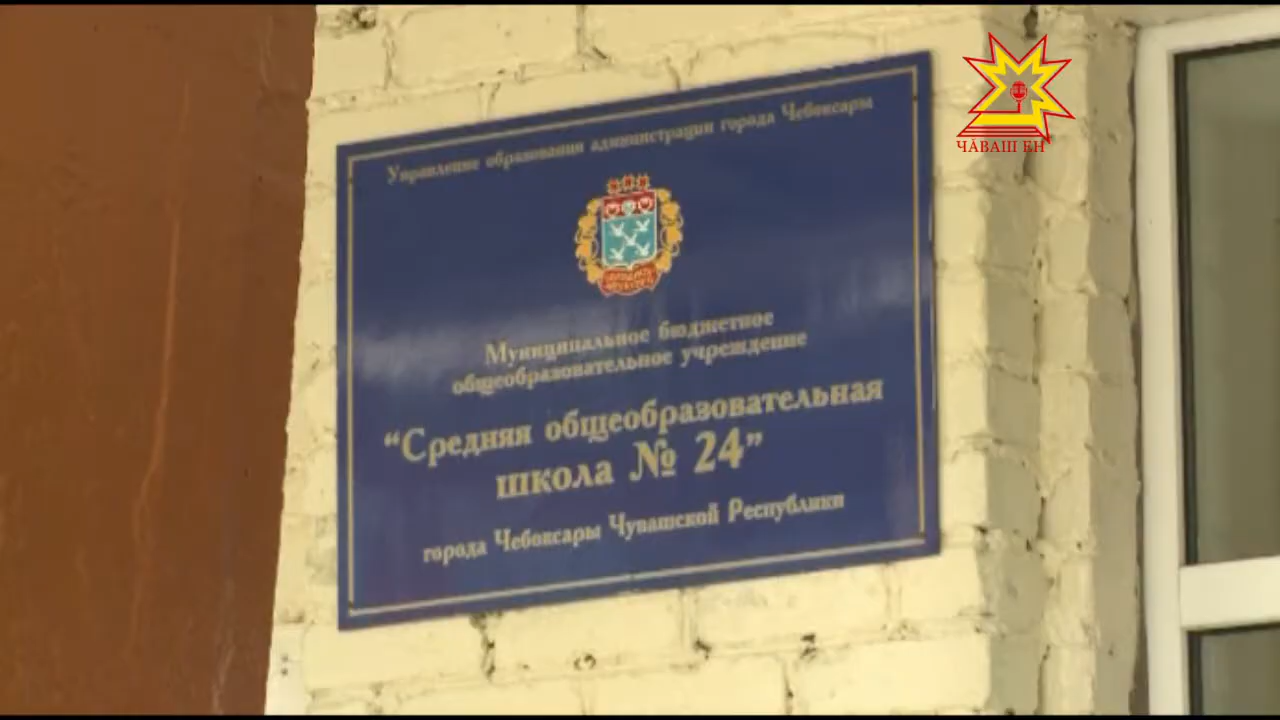 ЧӐВАШ ЕН
Управление образования администрации города Чебоксары
Муниципальное бюджетное
общеобразовательное учреждение
“Средняя общеобразовательная
школа № 24”
города Чебоксары Чувашской Республики